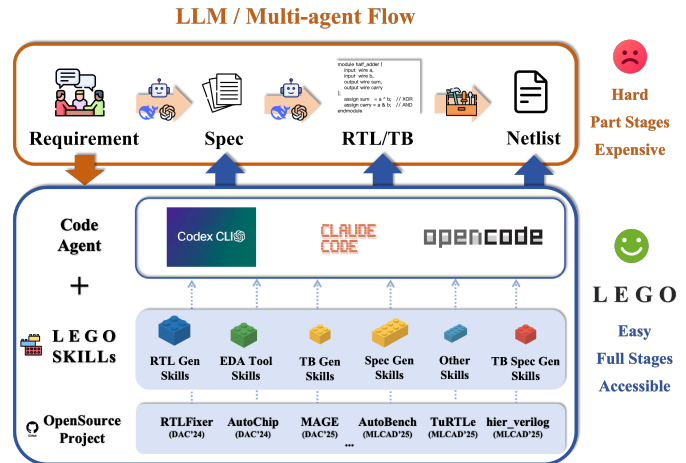 LLM / Multi-agent Flow
module half_adder (
input wire a,
input wire b,
output wire sum,
output wire carry
);
assign sum = a ^ b; // XOR
assign carry = a & b; // AND
endmodule
Requirement
Spec
RTL/TB
Netlist
Hard
Part Stages
Expensive
Code
Agent
+
Codex CLI
CLAUDE
CODE
opencode
LEGO
SKILLs
RTL Gen
Skills
EDA Tool
Skills
TB Gen
Skills
Spec Gen
Skills
Other
Skills
TB Spec Gen
Skills
OpenSource
Project
RTLFixer
(DAC'24)
AutoChip
(DAC'24)
MAGE
(DAC'25)
AutoBench
(MLCAD'25)
TuRTLe
(MLCAD'25)
hier_verilog
(MLCAD'25)
...
LEGO
Easy
Full Stages
Accessible